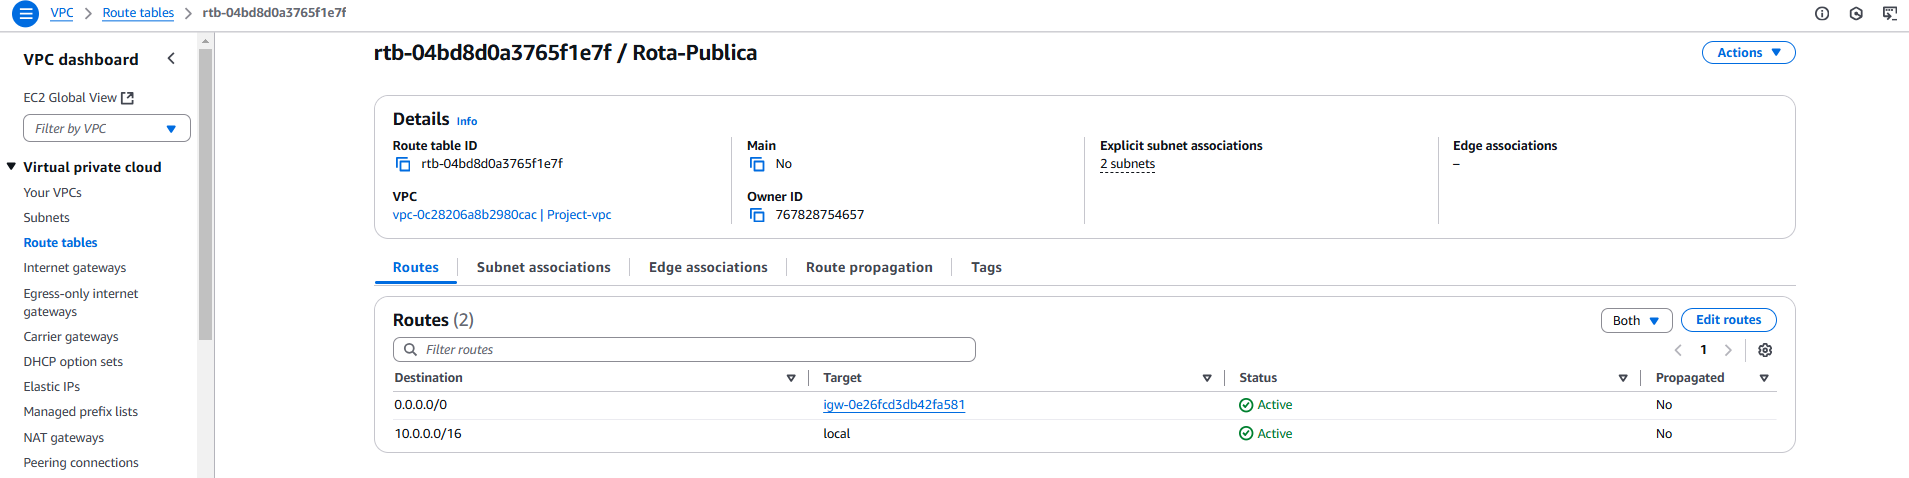 VPC > Route tables > rtb-04bd8d0a3765f1e7f
VPC dashboard
EC2 Global View
Filter by VPC
Virtual private cloud
Your VPCs
Subnets
Route tables
Internet gateways
Egress-only internet
gateways
Carrier gateways
DHCP option sets
Elastic IPs
Managed prefix lists
NAT gateways
Peering connections
rtb-04bd8d0a3765f1e7f / Rota-Publica
Actions
Details Info
Route table ID
rtb-04bd8d0a3765f1e7f
Main
No
Explicit subnet associations
2 subnets
Edge associations
–
VPC
vpc-0c28206a8b2980cac | Project-vpc
Owner ID
767828754657
Routes Subnet associations Edge associations Route propagation Tags
Routes (2)
Both Edit routes
Filter routes
1
Destination Target Status Propagated
0.0.0.0/0 igw-0e26fcd3db42fa581 Active No
10.0.0.0/16 local Active No